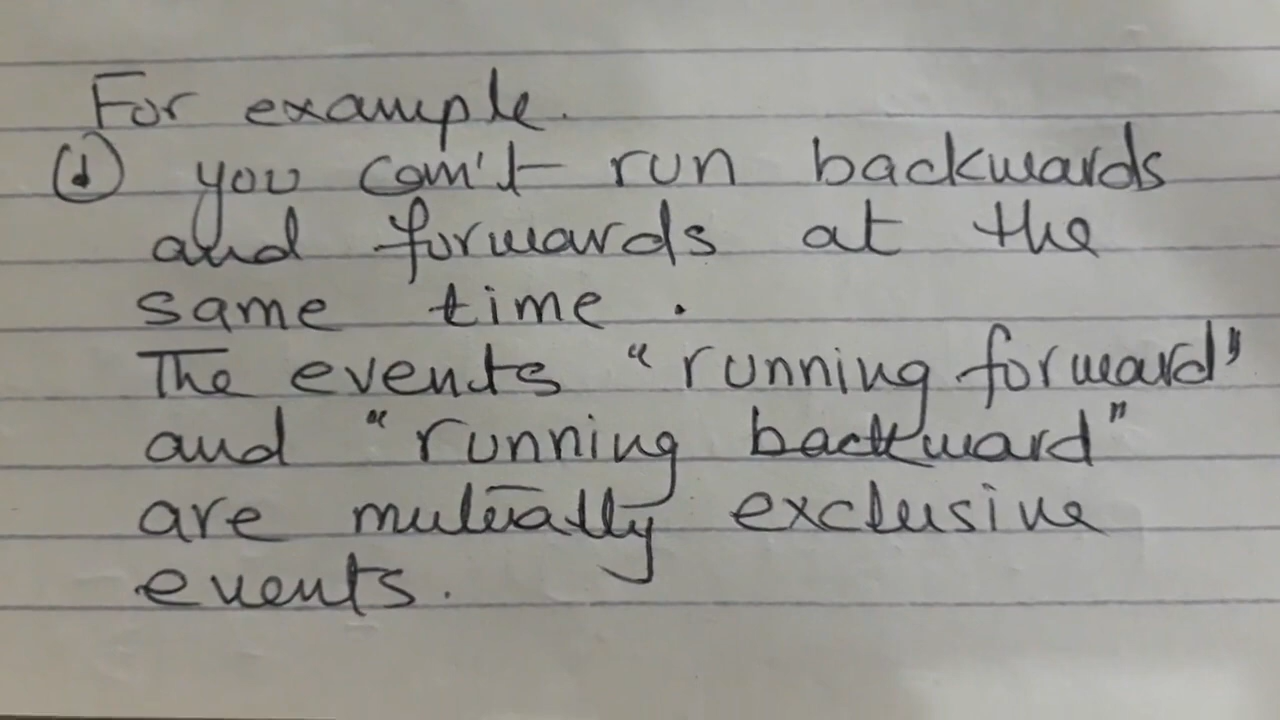 For example.
① you can't run backwards
and forwards at the
same time.
The events "running forward"
and "running backward"
are mutually exclusive
events.